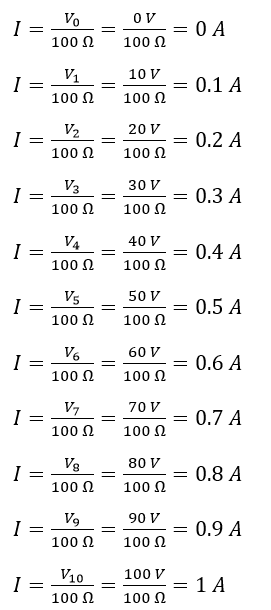 I = V₀/100 Ω = 0 V/100 Ω = 0 A
I = V₁/100 Ω = 10 V/100 Ω = 0.1 A
I = V₂/100 Ω = 20 V/100 Ω = 0.2 A
I = V₃/100 Ω = 30 V/100 Ω = 0.3 A
I = V₄/100 Ω = 40 V/100 Ω = 0.4 A
I = V₅/100 Ω = 50 V/100 Ω = 0.5 A
I = V₆/100 Ω = 60 V/100 Ω = 0.6 A
I = V₇/100 Ω = 70 V/100 Ω = 0.7 A
I = V₈/100 Ω = 80 V/100 Ω = 0.8 A
I = V₉/100 Ω = 90 V/100 Ω = 0.9 A
I = V₁₀/100 Ω = 100 V/100 Ω = 1 A